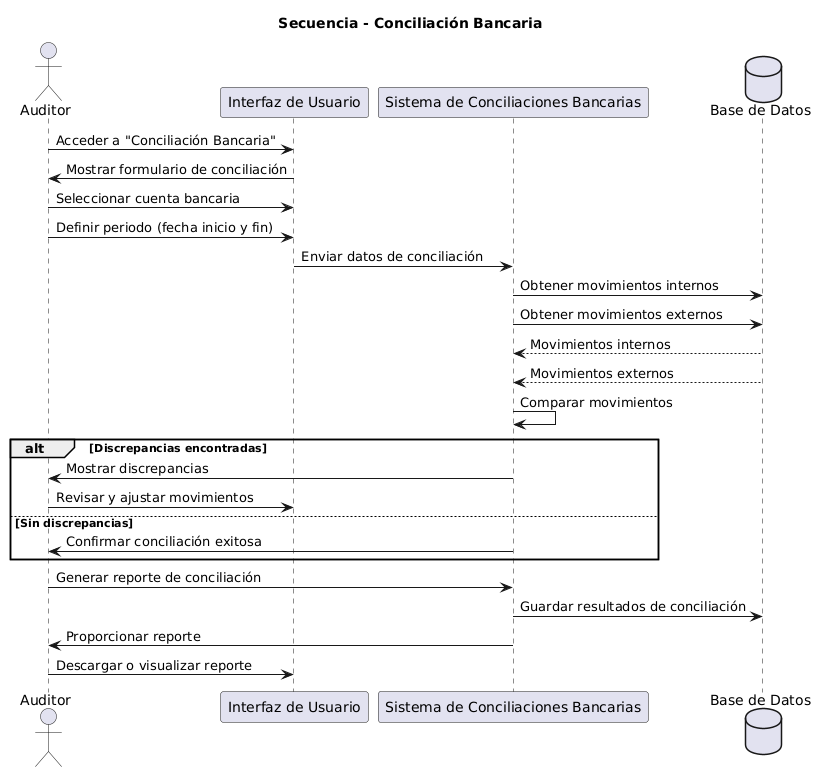 Secuencia - Conciliación Bancaria
Auditor
Interfaz de Usuario
Sistema de Conciliaciones Bancarias
Base de Datos
Acceder a "Conciliación Bancaria"
Mostrar formulario de conciliación
Seleccionar cuenta bancaria
Definir periodo (fecha inicio y fin)
Enviar datos de conciliación
Obtener movimientos internos
Obtener movimientos externos
Movimientos internos
Movimientos externos
Comparar movimientos
alt [Discrepancias encontradas]
Mostrar discrepancias
Revisar y ajustar movimientos
[Sin discrepancias]
Confirmar conciliación exitosa
Generar reporte de conciliación
Guardar resultados de conciliación
Proporcionar reporte
Descargar o visualizar reporte
Auditor
Interfaz de Usuario
Sistema de Conciliaciones Bancarias
Base de Datos